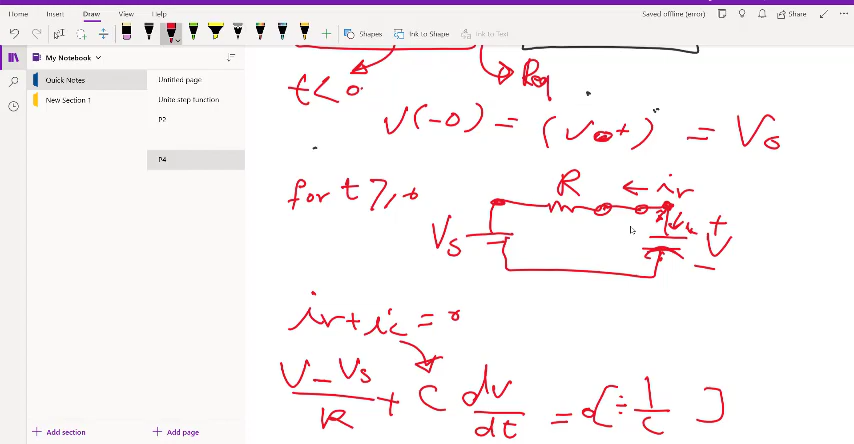 Home Insert Draw View Help
Saved offline (error) Share
Shapes Ink to Shape Ink to Text
My Notebook
Quick Notes
New Section 1
Untitled page
Unite step function
P2
P4
Add section Add page
t < 0
Req
V(-0) = (V0+) = V0
for t ≥ 0
R ← ir
Vs + V -
ir + ic = 0
(V - Vs)/R + C dv/dt = 0 [÷ 1/C ]